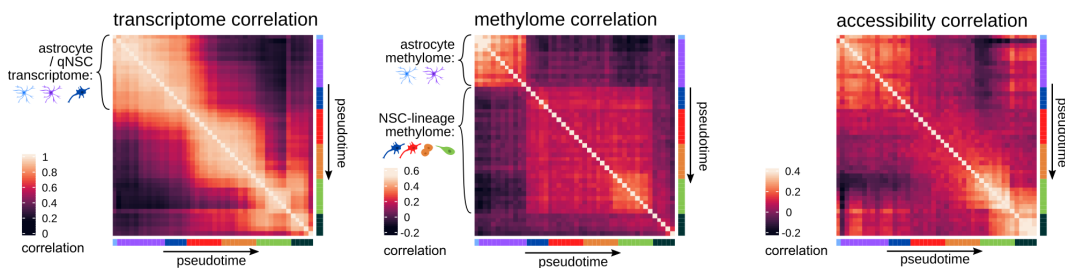 transcriptome correlation
astrocyte
/ qNSC
transcriptome:
pseudotime
1
0.8
0.6
0.4
0.2
0
correlation
pseudotime
methylome correlation
astrocyte
methylome:
NSC-lineage
methylome:
pseudotime
0.6
0.4
0.2
0
-0.2
correlation
pseudotime
accessibility correlation
pseudotime
0.4
0.2
0
-0.2
correlation
pseudotime